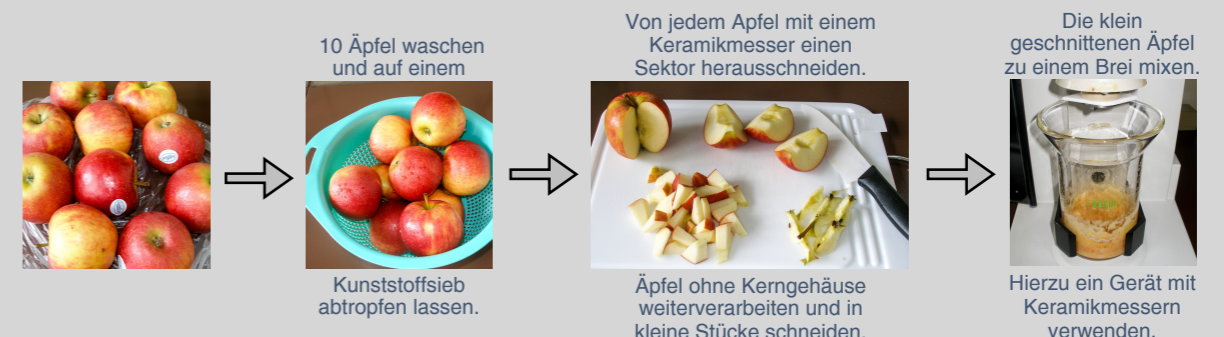 10 Äpfel waschen
und auf einem
Kunststoffsieb
abtropfen lassen.
Von jedem Apfel mit einem
Keramikmesser einen
Sektor herausschneiden.
Äpfel ohne Kerngehäuse
weiterverarbeiten und in
kleine Stücke schneiden.
Die klein
geschnittenen Äpfel
zu einem Brei mixen.
Hierzu ein Gerät mit
Keramikmessern
verwenden.